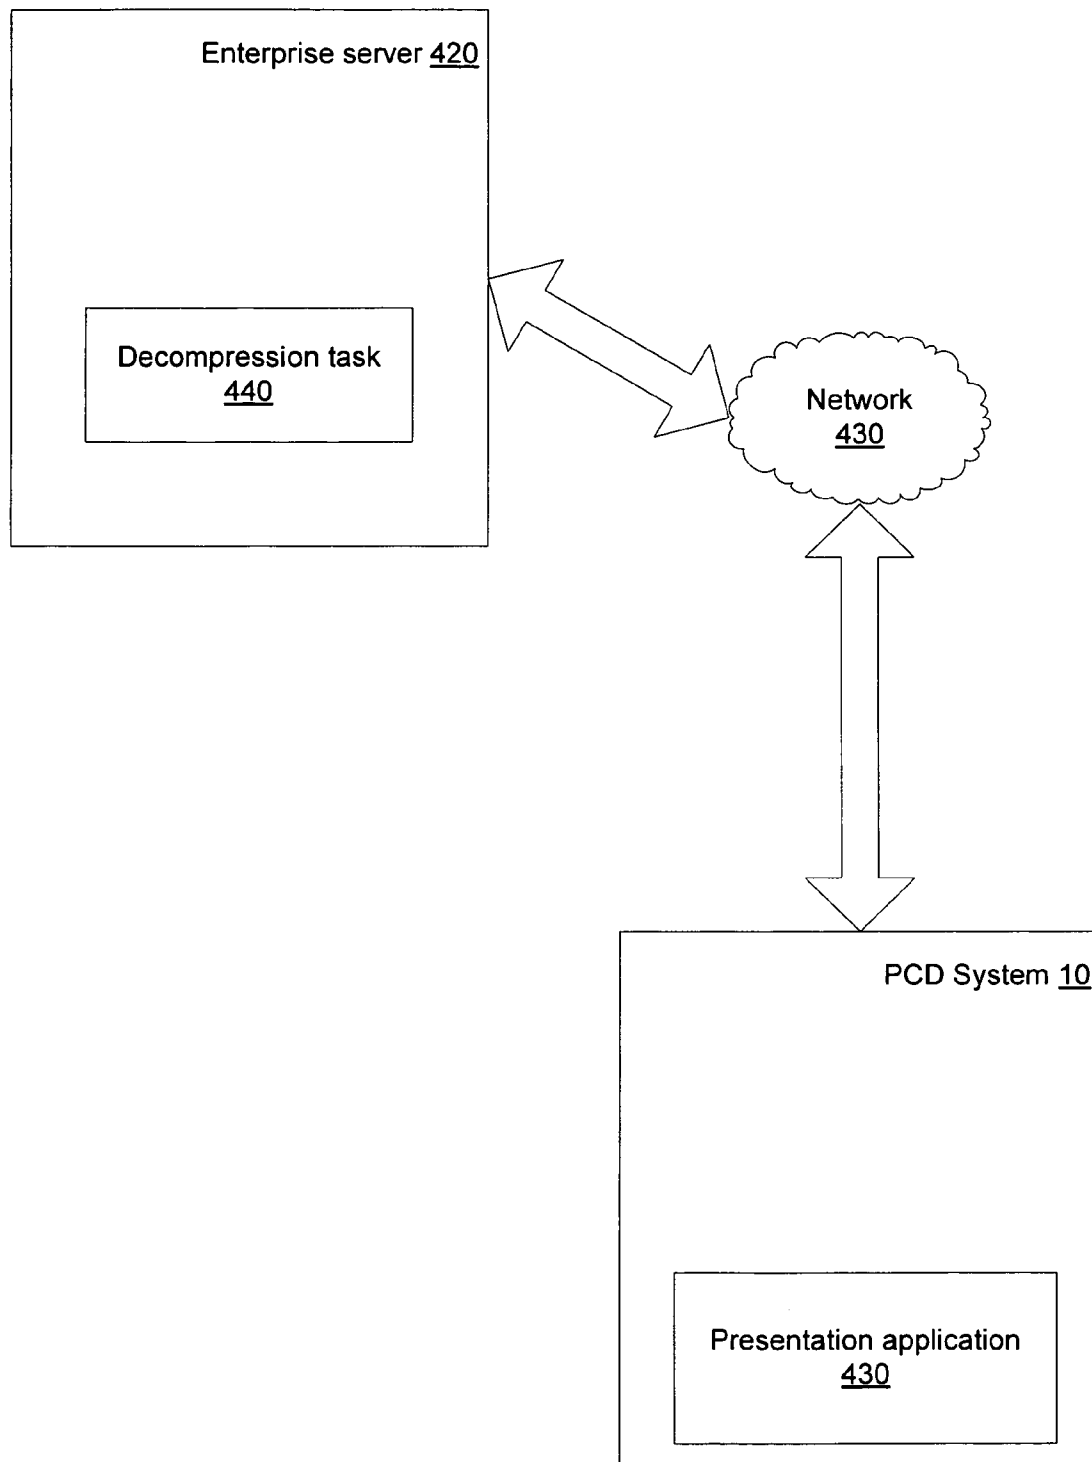 Enterprise server 420
Decompression task
440
Network
430
PCD System 10
Presentation application
430